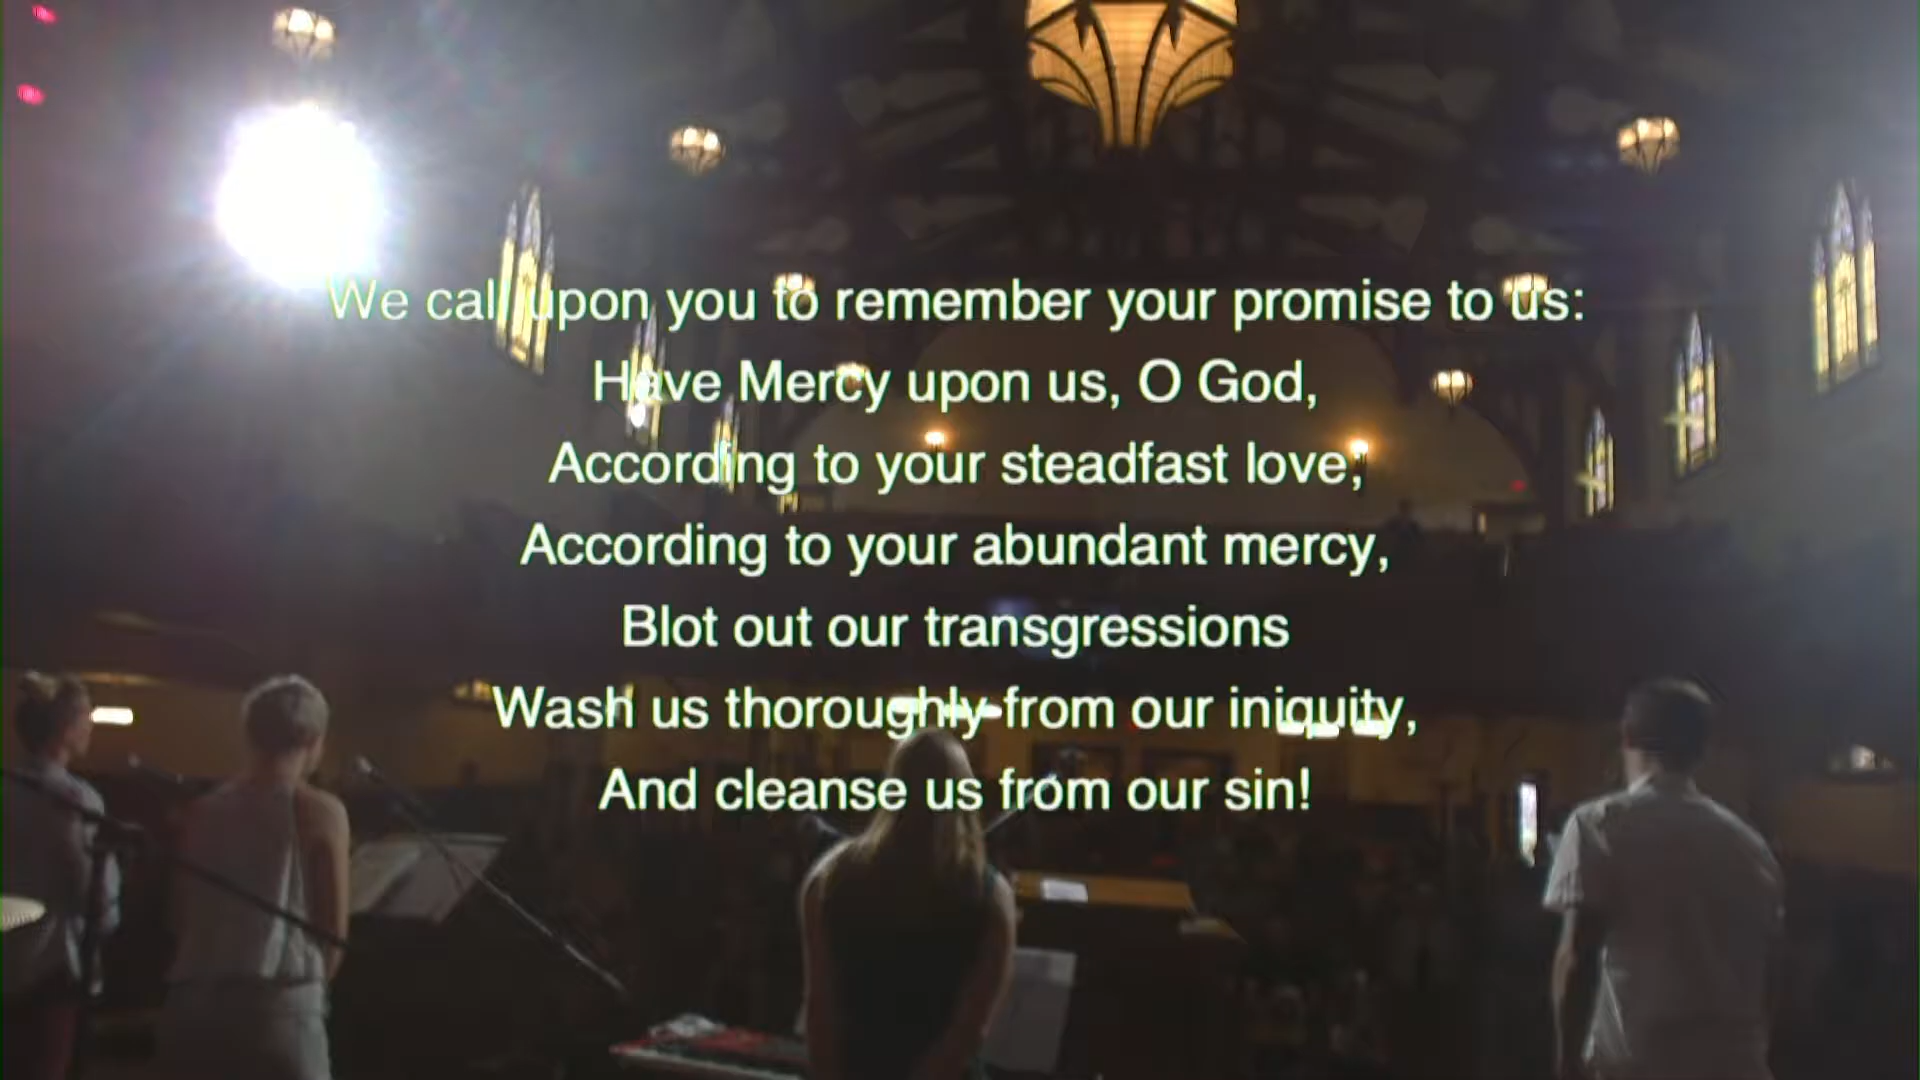 We call upon you to remember your promise to us:
Have Mercy upon us, O God,
According to your steadfast love,
According to your abundant mercy,
Blot out our transgressions
Wash us thoroughly from our iniquity,
And cleanse us from our sin!